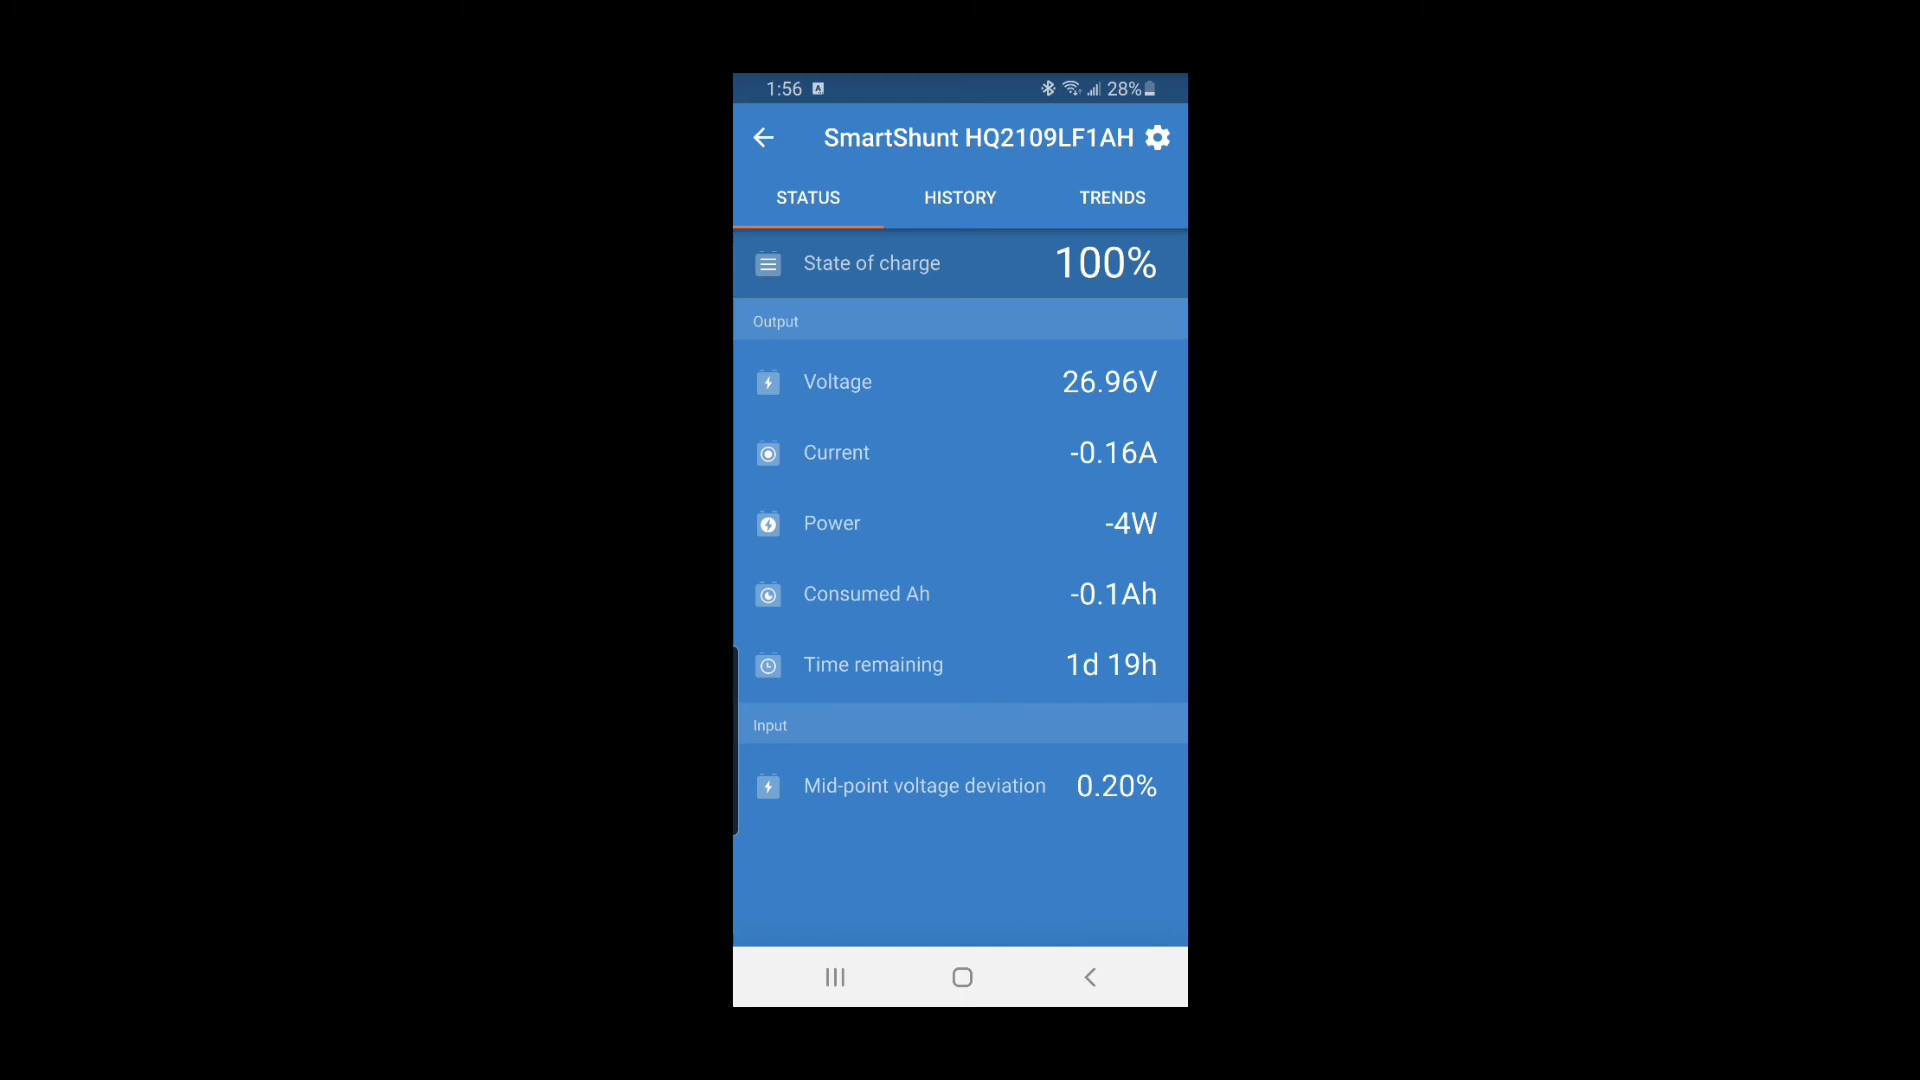 1:56 28%
SmartShunt HQ2109LF1AH
STATUS HISTORY TRENDS
State of charge 100%
Output
Voltage 26.96V
Current -0.16A
Power -4W
Consumed Ah -0.1Ah
Time remaining 1d 19h
Input
Mid-point voltage deviation 0.20%